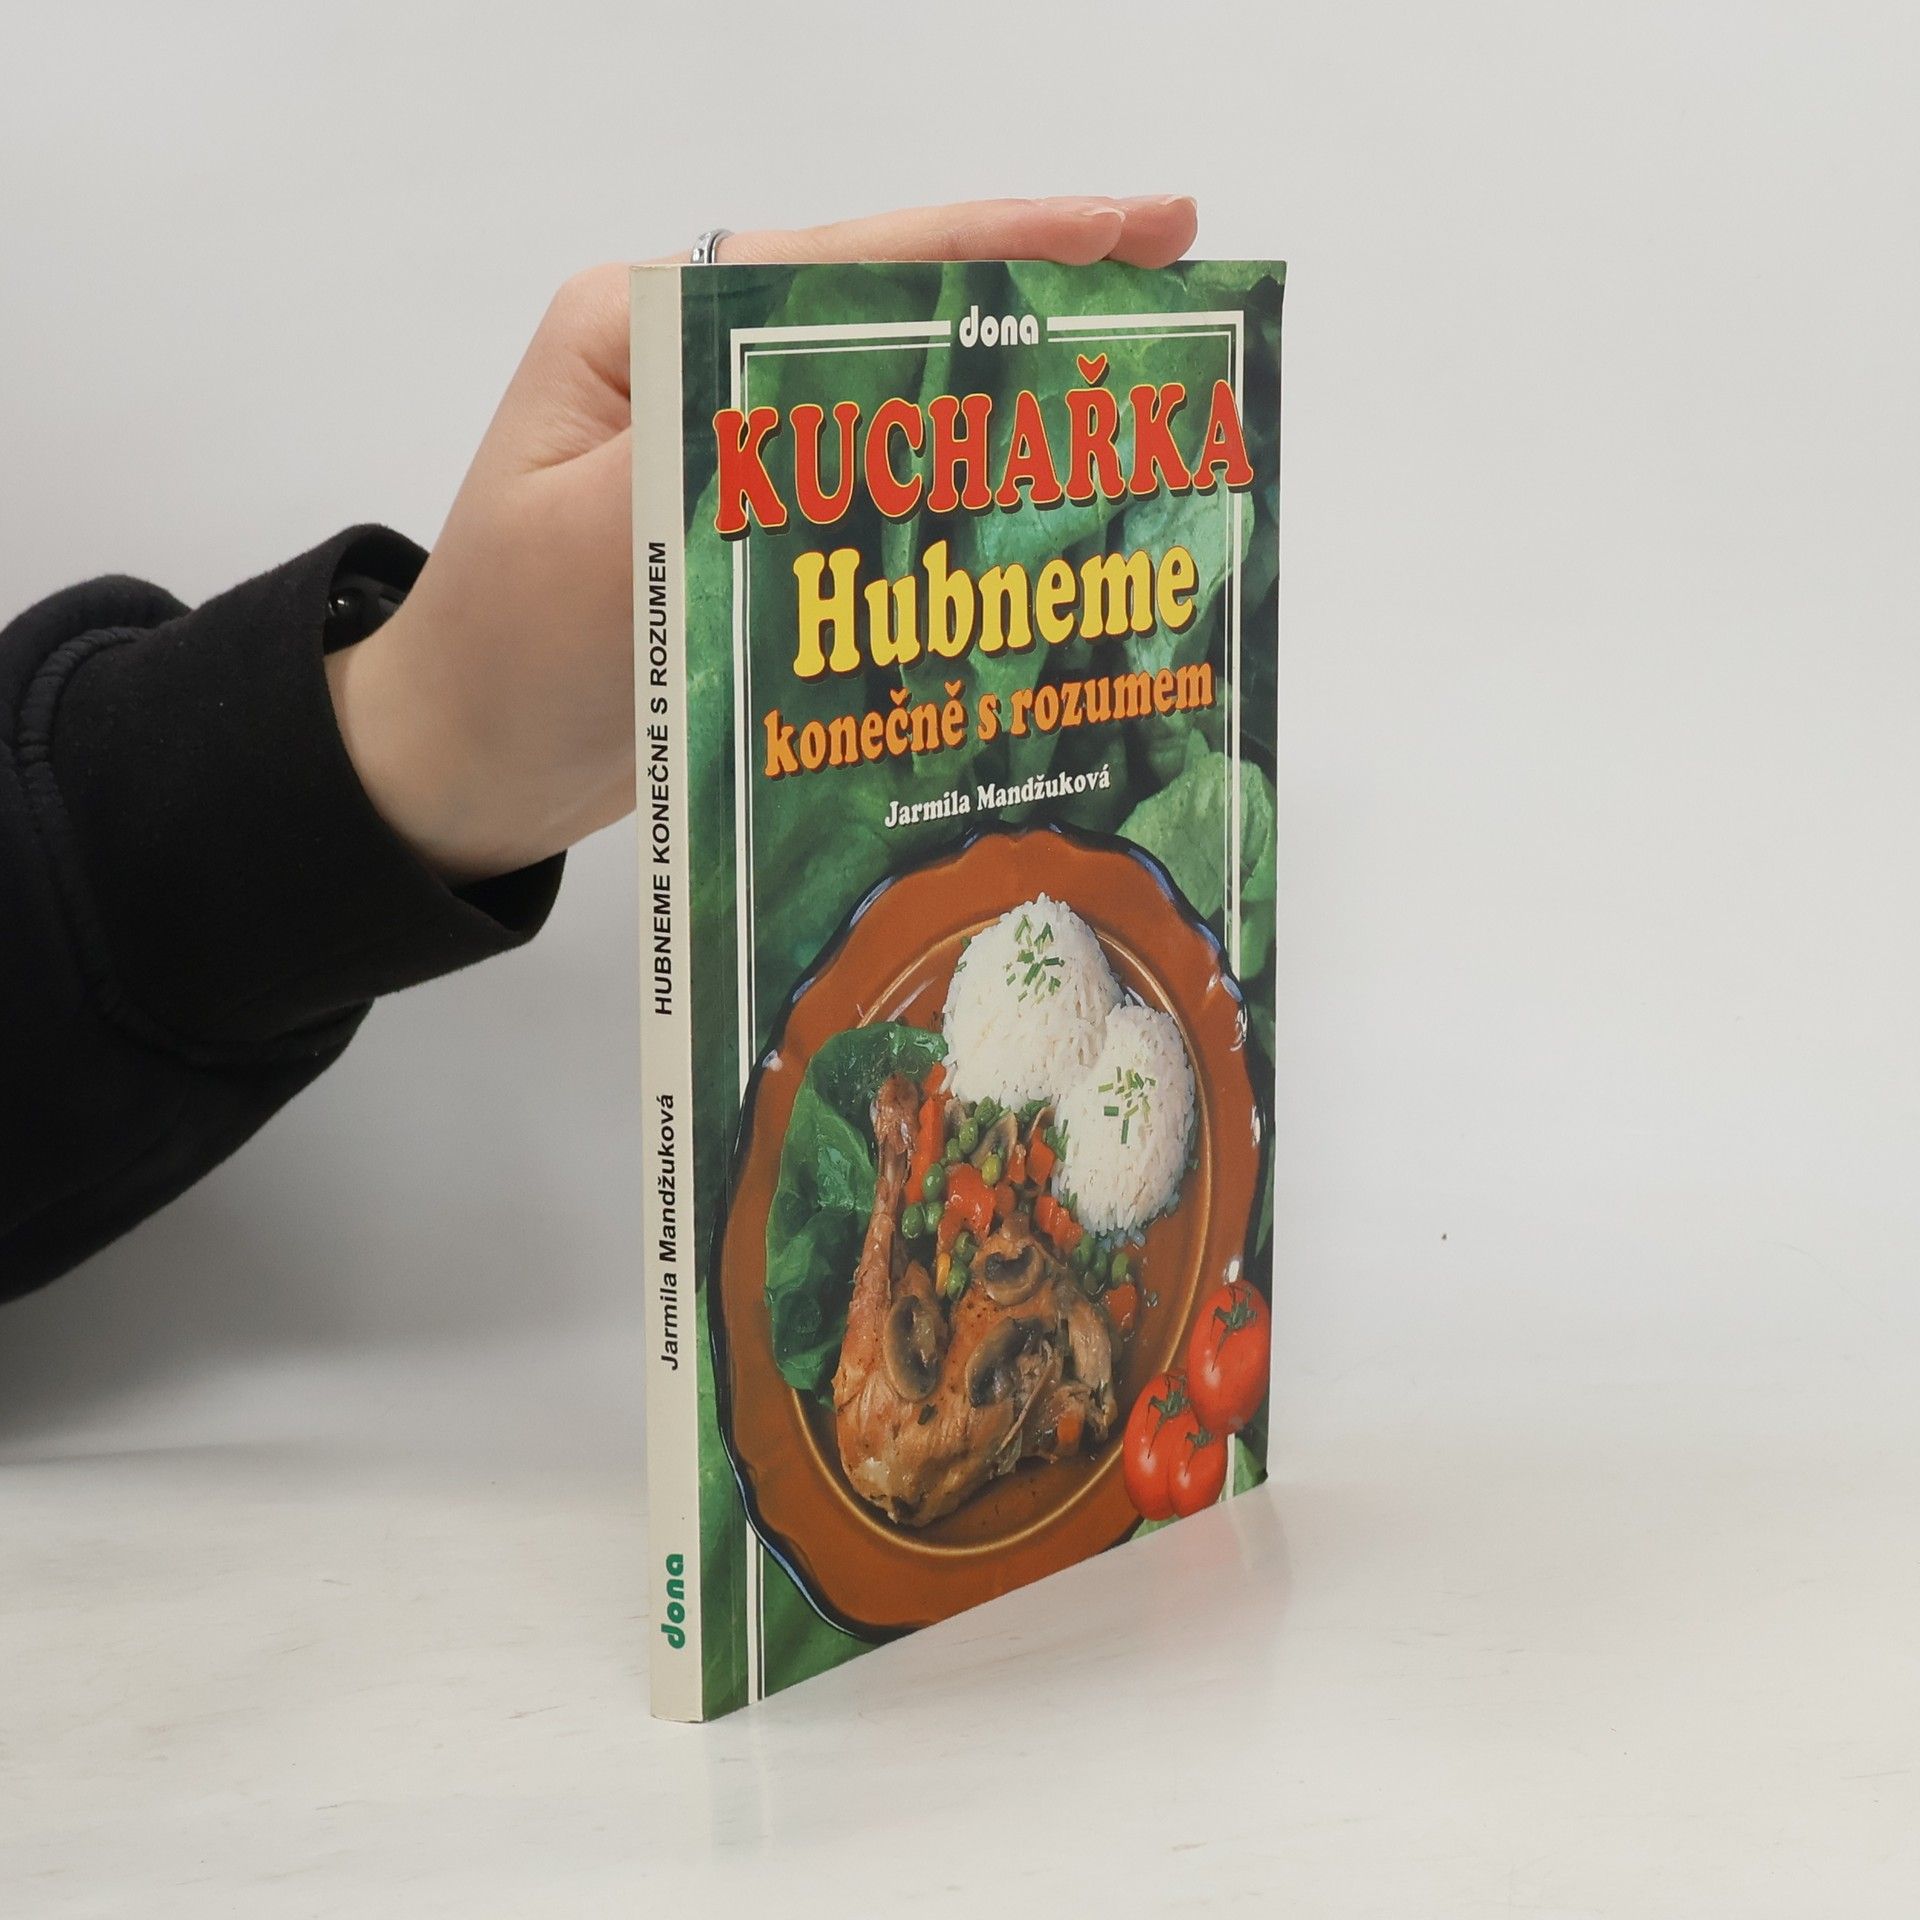 dona
KUCHAŘKA
Hubneme
konečně s rozumem
Jarmila Mandžuková
Jarmila Mandžuková HUBNEME KONEČNĚ S ROZUMEM
dona